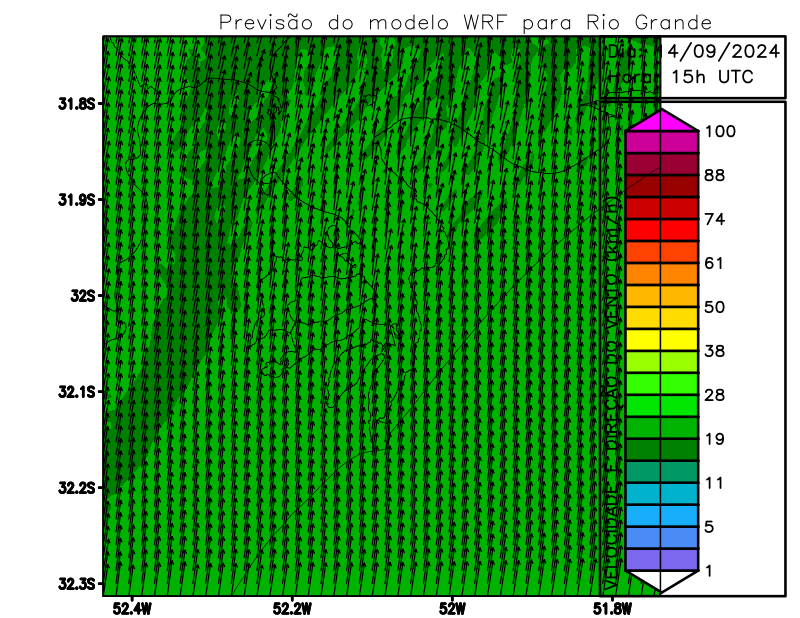 Previsão do modelo WRF para Rio Grande
Dia: 14/09/2024
Hora: 15h UTC
31.8S
31.9S
32S
32.1S
32.2S
32.3S
52.4W
52.2W
52W
51.8W
VELOCIDADE E DIREÇÃO DO VENTO (km/h)
100
88
74
61
50
38
28
19
11
5
1